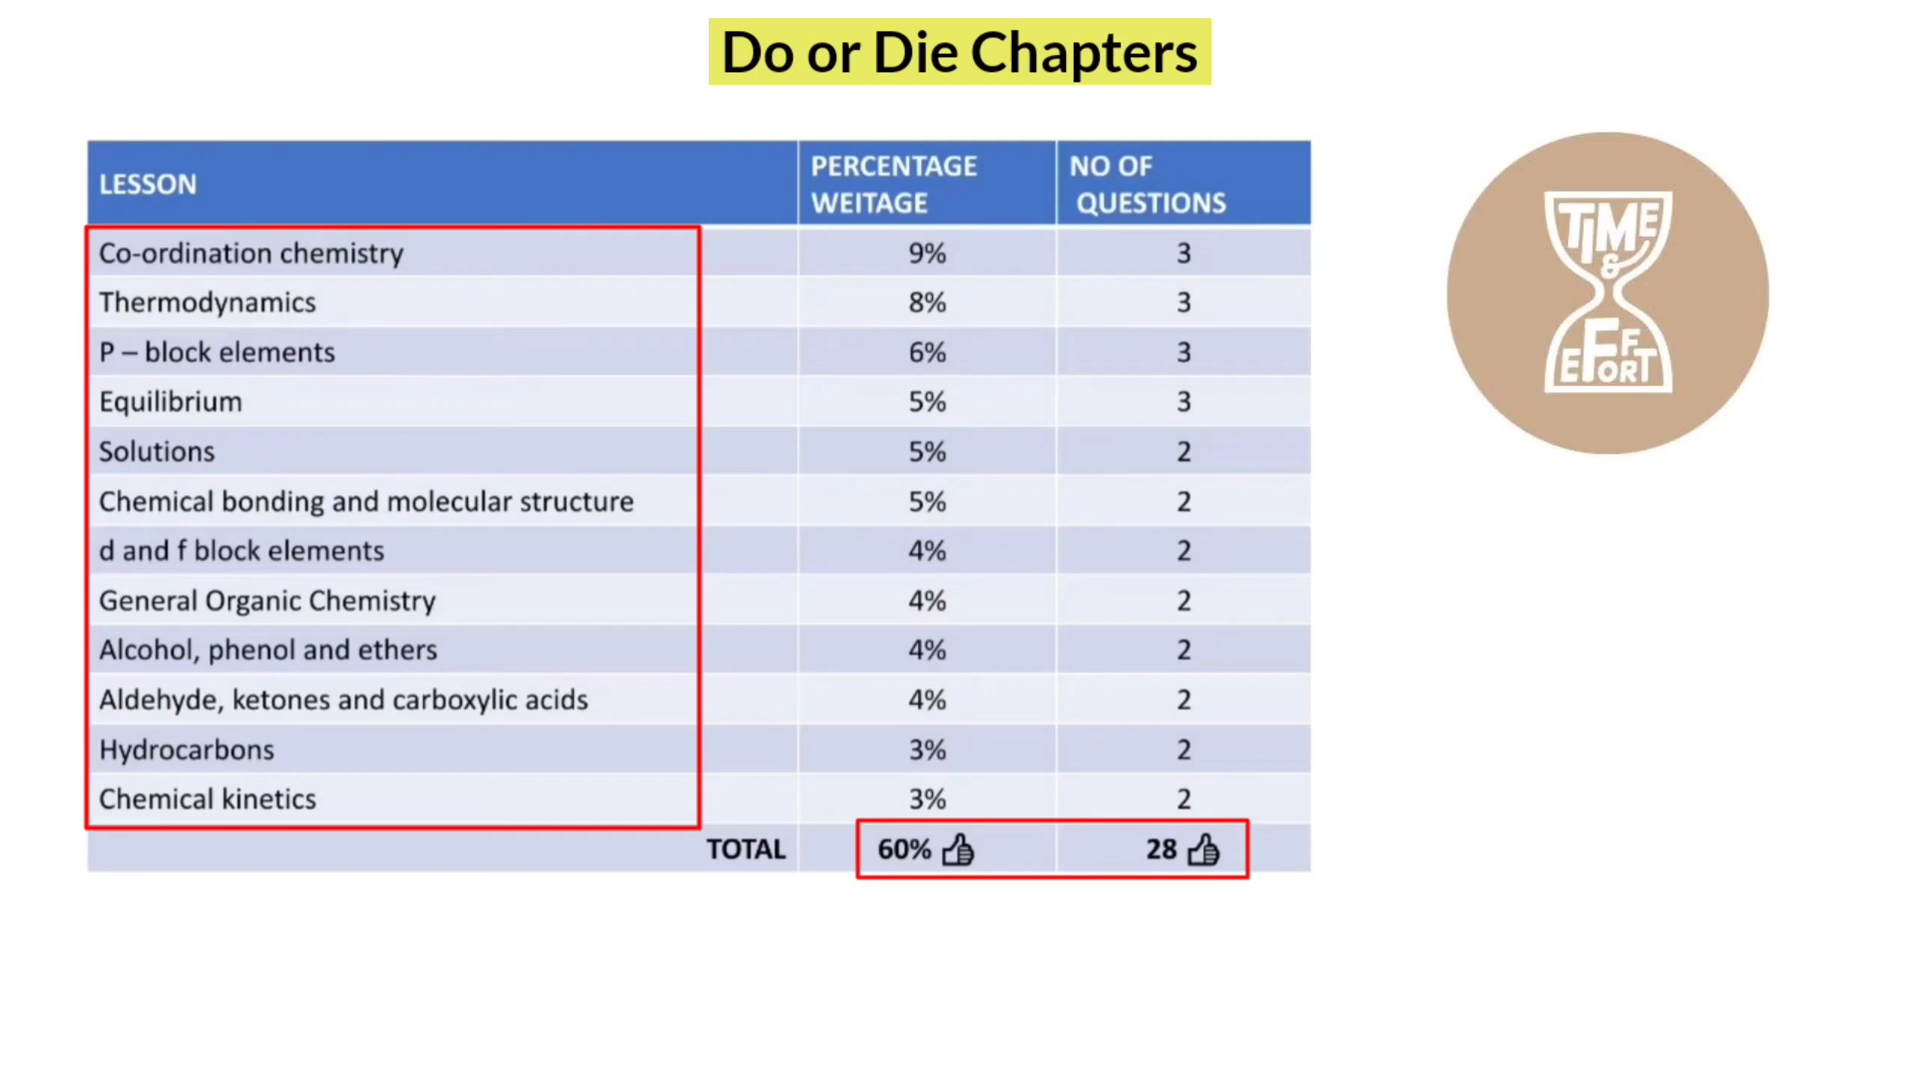 Do or Die Chapters
LESSON PERCENTAGE WEITAGE NO OF QUESTIONS
Co-ordination chemistry 9% 3
Thermodynamics 8% 3
P – block elements 6% 3
Equilibrium 5% 3
Solutions 5% 2
Chemical bonding and molecular structure 5% 2
d and f block elements 4% 2
General Organic Chemistry 4% 2
Alcohol, phenol and ethers 4% 2
Aldehyde, ketones and carboxylic acids 4% 2
Hydrocarbons 3% 2
Chemical kinetics 3% 2
TOTAL 60% 28
TIME
&
EFFORT